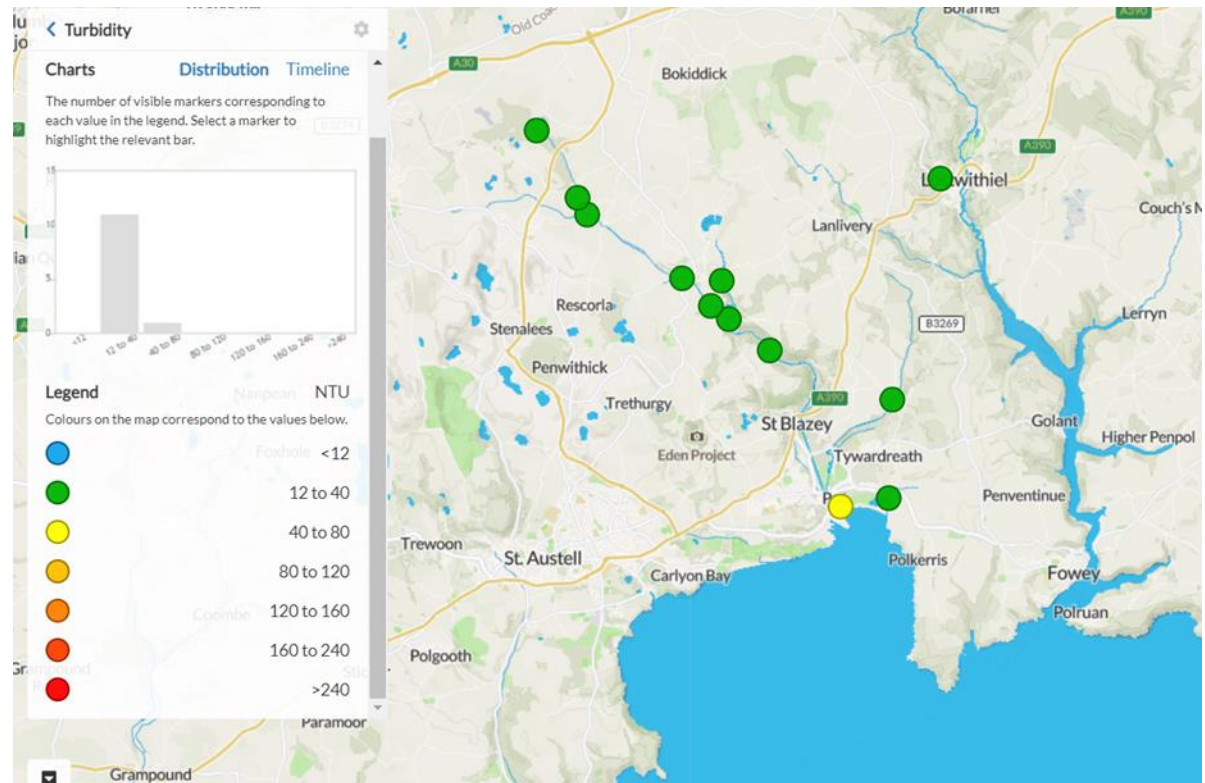 Turbidity
Charts
Distribution
Timeline
The number of visible markers corresponding to
each value in the legend. Select a marker to
highlight the relevant bar.
15
10
5
0
<12
12 to 40
40 to 80
80 to 120
120 to 160
160 to 240
>240
Legend
NTU
Colours on the map correspond to the values below.
<12
12 to 40
40 to 80
80 to 120
120 to 160
160 to 240
>240
B3274
Nanpean
Foxhole
Coombe
Paramoor
Grampound
A30
Bokiddick
A390
A390
Couch's
Lanlivery
Lerryn
B3269
Rescorla
Stenalees
Penwithick
Trethurgy
A390
St Blazey
Eden Project
Golant
Higher Penpol
Tywardreath
Penventinue
Trewoon
St. Austell
Carlyon Bay
Polkerris
Fowey
Polruan
Polgooth